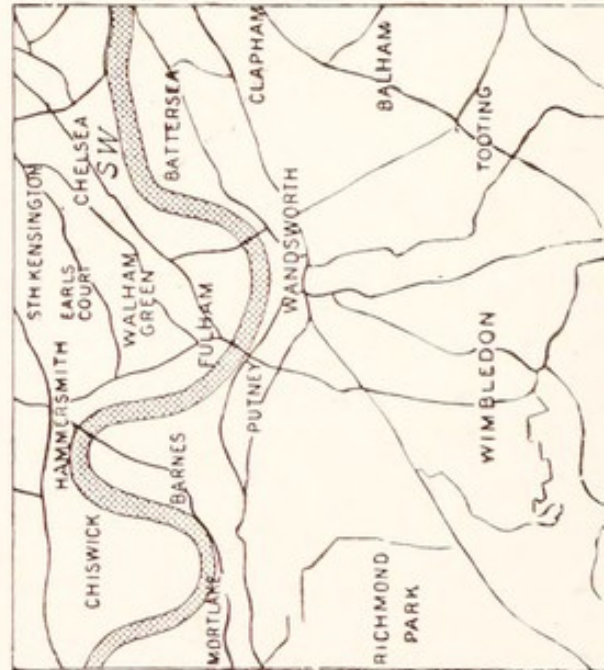 HAMMERSMITH
STH KENSINGTON
EARLS
COURT
CHELSEA
SW
WALHAM
GREEN
CHISWICK
BATTERSEA
FULHAM
BARNES
MORTLAKE
PUTNEY
WANDSWORTH
CLAPHAM
BALHAM
RICHMOND
PARK
WIMBLEDON
TOOTING